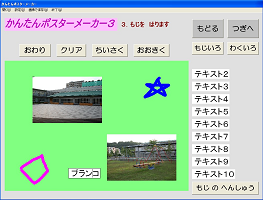 かんたんポスターメーカー3
3. もじを はります
もどる つぎへ
おわり クリア ちいさく おおきく
もじいろ わくいろ
テキスト2
テキスト3
テキスト4
テキスト5
テキスト6
テキスト7
テキスト8
テキスト9
テキスト10
ブランコ
もじ の へんしゅう